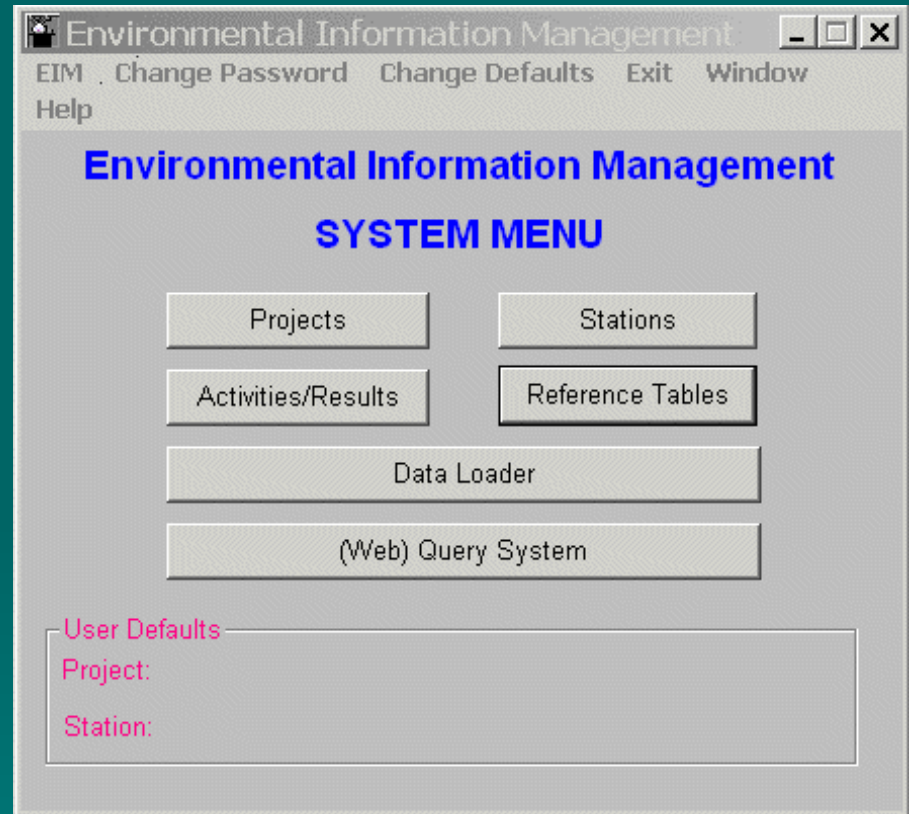 Environmental Information Management
EIM Change Password Change Defaults Exit Window
Help
Environmental Information Management
SYSTEM MENU
Projects Stations
Activities/Results Reference Tables
Data Loader
(Web) Query System
User Defaults
Project:
Station: